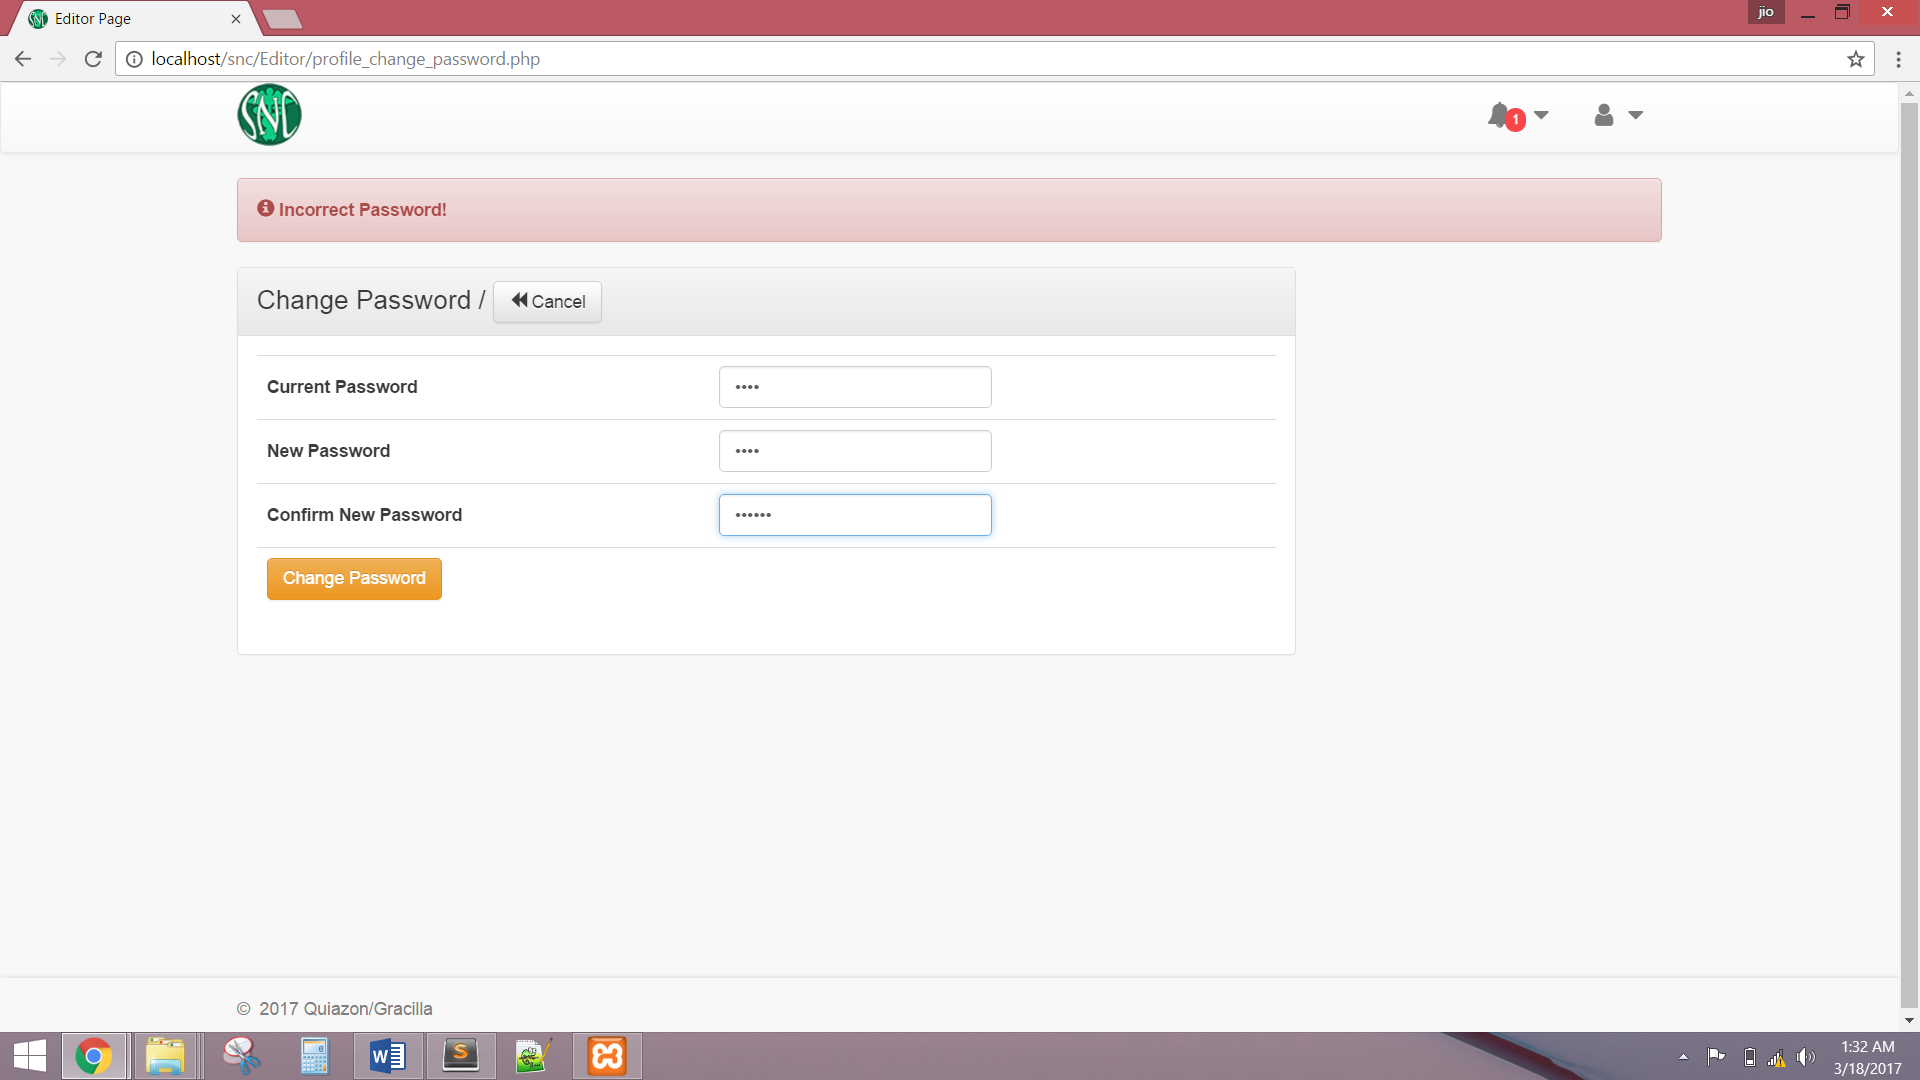 Editor Page
jio
localhost/snc/Editor/profile_change_password.php
SNC
1
Incorrect Password!
Change Password / Cancel
Current Password ••••
New Password ••••
Confirm New Password ••••••
Change Password
© 2017 Quiazon/Gracilla
1:32 AM
3/18/2017